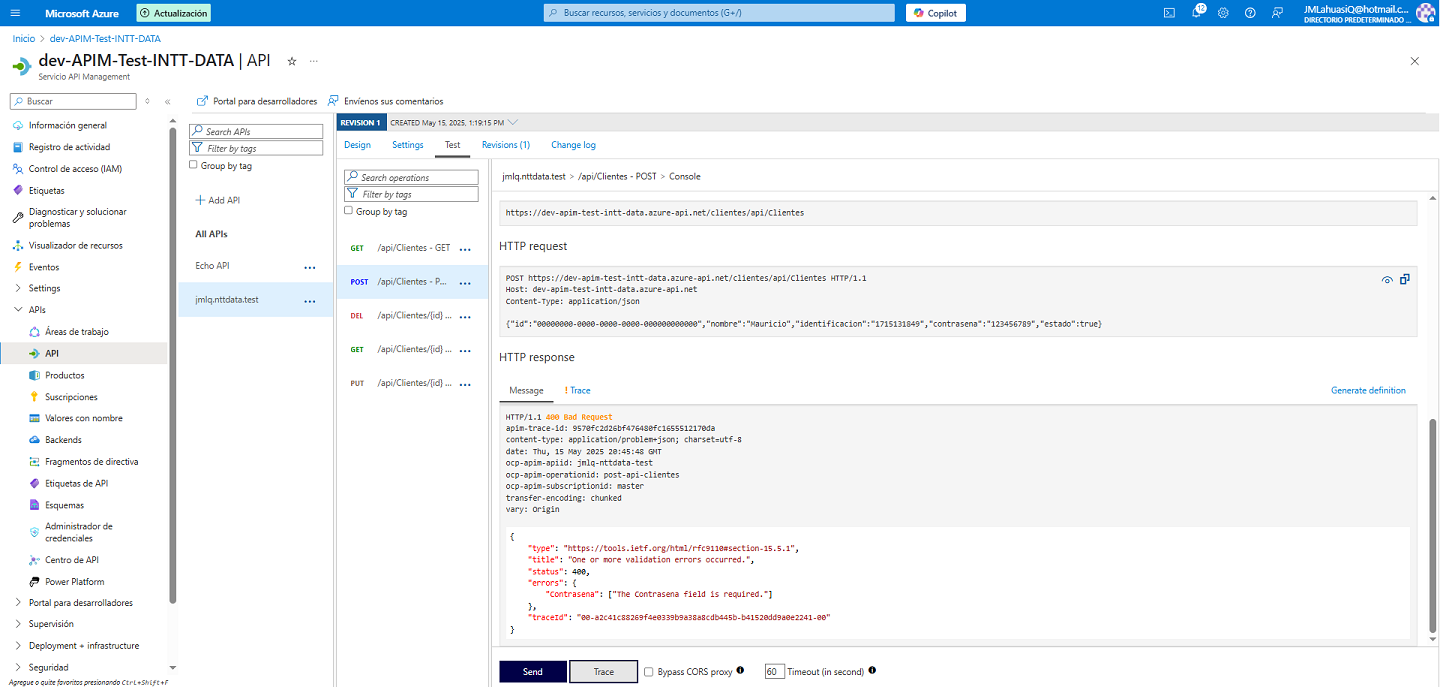 Microsoft Azure
Actualización
Buscar recursos, servicios y documentos (G+/)
Copilot
12
JMLahuasiQ@hotmail.c...
DIRECTORIO PREDETERMINADO ...
Inicio > dev-APIM-Test-INTT-DATA
dev-APIM-Test-INTT-DATA | API
Servicio API Management
Buscar
Información general
Registro de actividad
Control de acceso (IAM)
Etiquetas
Diagnosticar y solucionar
problemas
Visualizador de recursos
Eventos
Settings
APIs
Áreas de trabajo
API
Productos
Suscripciones
Valores con nombre
Backends
Fragmentos de directiva
Etiquetas de API
Esquemas
Administrador de
credenciales
Centro de API
Power Platform
Portal para desarrolladores
Supervisión
Deployment + infrastructure
Seguridad
Agregue o quite favoritos presionando Ctrl+Shift+F
Portal para desarrolladores
Envíenos sus comentarios
Search APIs
Filter by tags
Group by tag
+ Add API
All APIs
Echo API ...
jmlq.nttdata.test ...
REVISION 1 CREATED May 15, 2025, 1:19:15 PM
Design Settings Test Revisions (1) Change log
Search operations
Filter by tags
Group by tag
GET /api/Clientes - GET ...
POST /api/Clientes - P... ...
DEL /api/Clientes/{id} ... ...
GET /api/Clientes/{id} ... ...
PUT /api/Clientes/{id} ... ...
jmlq.nttdata.test > /api/Clientes - POST > Console
https://dev-apim-test-intt-data.azure-api.net/clientes/api/Clientes
HTTP request
POST https://dev-apim-test-intt-data.azure-api.net/clientes/api/Clientes HTTP/1.1
Host: dev-apim-test-intt-data.azure-api.net
Content-Type: application/json
{"id":"00000000-0000-0000-0000-000000000000","nombre":"Mauricio","identificacion":"1715131849","contrasena":"123456789","estado":true}
HTTP response
Message ! Trace
Generate definition
HTTP/1.1 400 Bad Request
apim-trace-id: 9570fc2d26bf476480fc1655512170da
content-type: application/problem+json; charset=utf-8
date: Thu, 15 May 2025 20:45:48 GMT
ocp-apim-apiid: jmlq-nttdata-test
ocp-apim-operationid: post-api-clientes
ocp-apim-subscriptionid: master
transfer-encoding: chunked
vary: Origin
{
"type": "https://tools.ietf.org/html/rfc9110#section-15.5.1",
"title": "One or more validation errors occurred.",
"status": 400,
"errors": {
"Contrasena": ["The Contrasena field is required."]
},
"traceId": "00-a2c41c88269f4e0339b9a38a8cdb445b-b41520dd9a0e2241-00"
}
Send Trace Bypass CORS proxy 60 Timeout (in second)